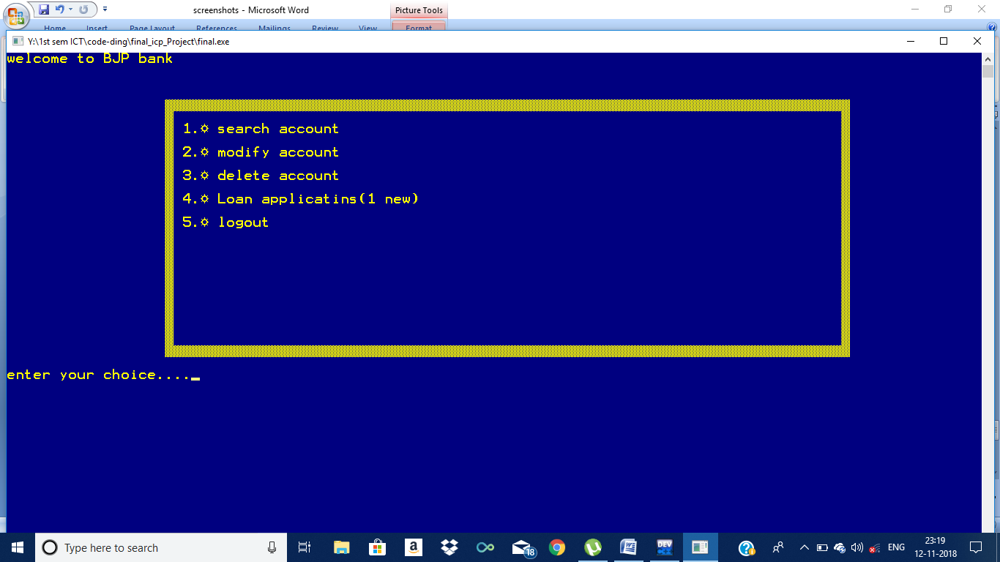 screenshots - Microsoft Word
Picture Tools
Home Insert Page Layout References Mailings Review View Format
Y:\1st sem ICT\code-ding\final_icp_Project\final.exe
welcome to BJP bank
1.☼ search account
2.☼ modify account
3.☼ delete account
4.☼ Loan applicatins(1 new)
5.☼ logout
enter your choice...._
Type here to search
a
18
W
DEV
ENG
23:19
12-11-2018